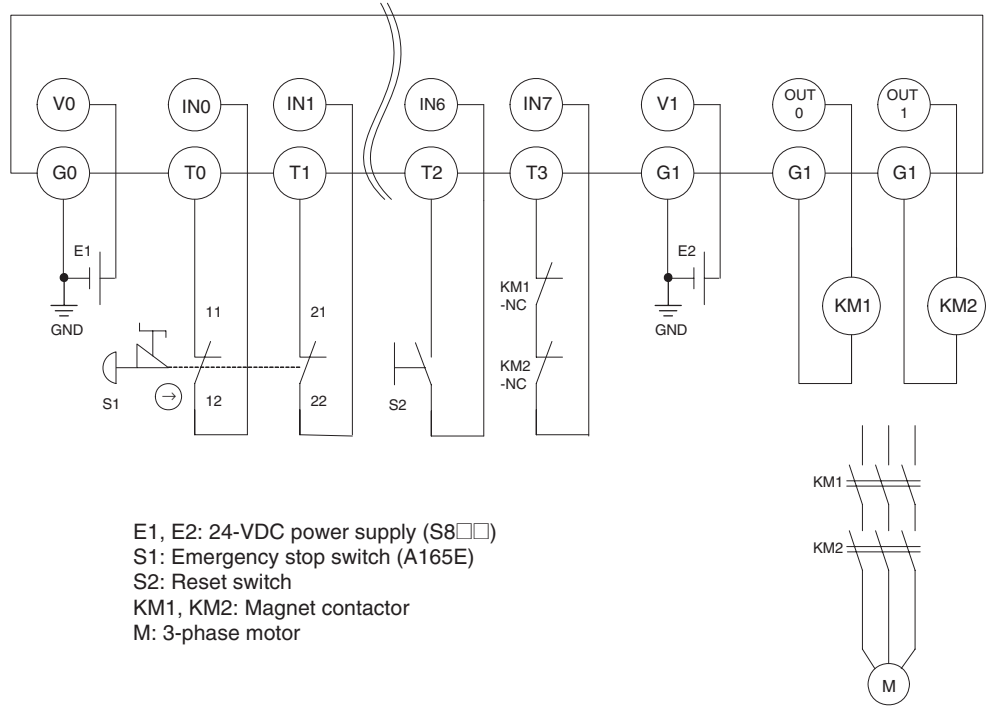 V0 IN0 IN1 IN6 IN7 V1 OUT 0 OUT 1
G0 T0 T1 T2 T3 G1 G1 G1
E1 E2
KM1 -NC
KM1 KM2
GND GND
11 21
KM2 -NC
S1 12 22 S2
KM1
KM2
E1, E2: 24-VDC power supply (S8□□)
S1: Emergency stop switch (A165E)
S2: Reset switch
KM1, KM2: Magnet contactor
M: 3-phase motor
M